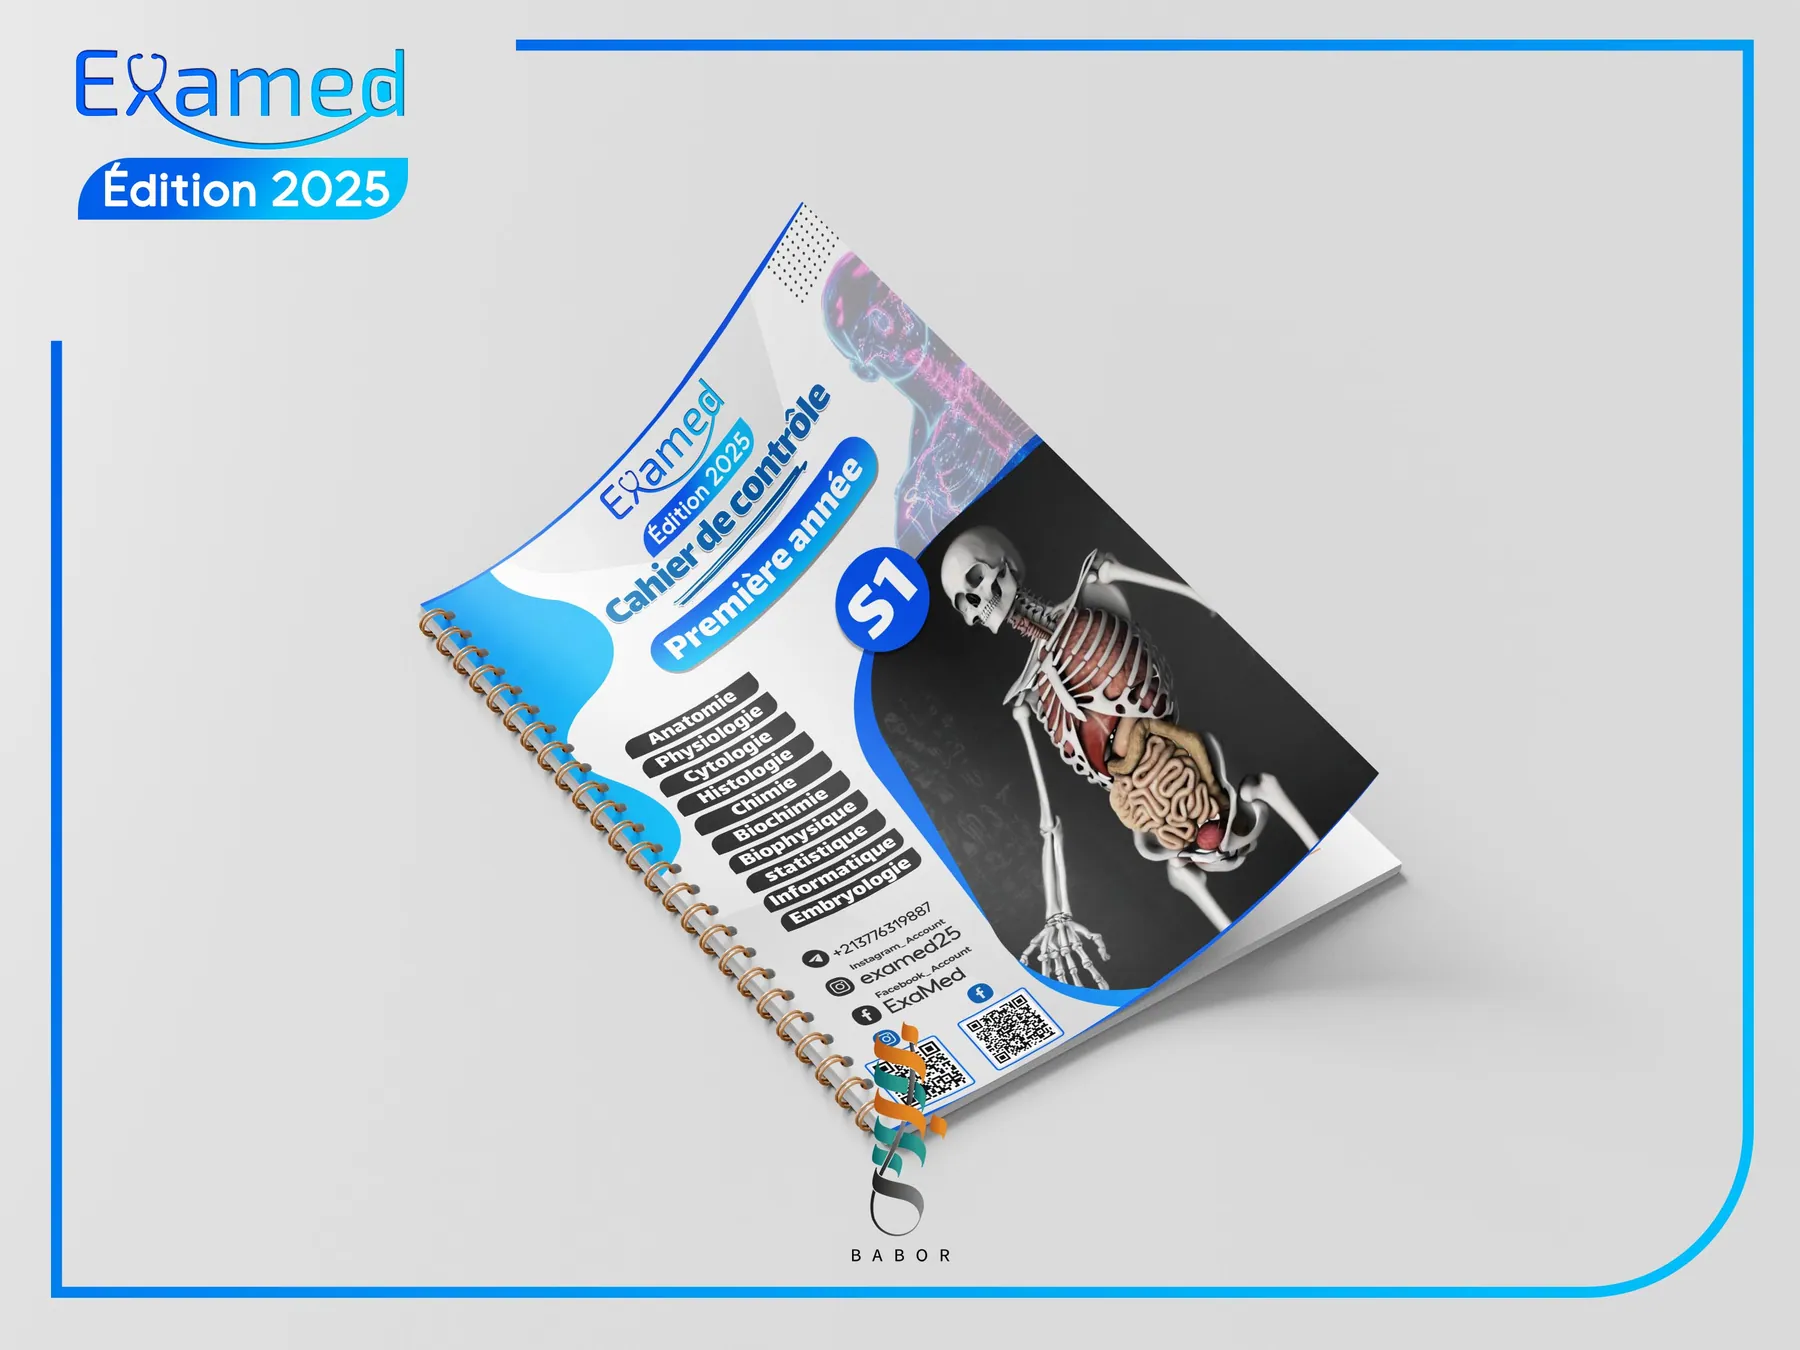 Examed
Édition 2025
Examed
Édition 2025
Cahier de contrôle
Première année
S1
Anatomie
Physiologie
Cytologie
Histologie
Chimie
Biochimie
Biophysique
statistique
Informatique
Embryologie
+213776319887
Instagram_Account
examed25
Facebook_Account
ExaMed
BABOR